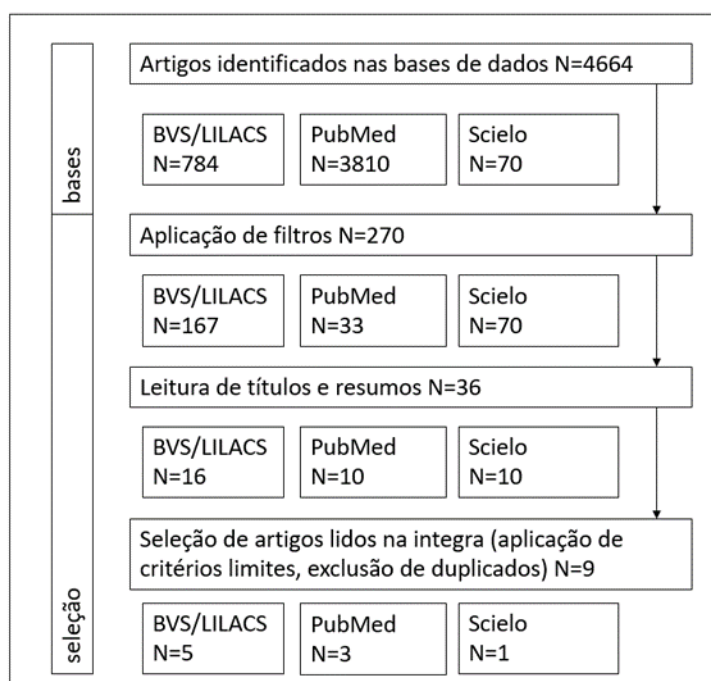 Artigos identificados nas bases de dados N=4664
bases
BVS/LILACS
N=784
PubMed
N=3810
Scielo
N=70
Aplicação de filtros N=270
seleção
BVS/LILACS
N=167
PubMed
N=33
Scielo
N=70
Leitura de títulos e resumos N=36
BVS/LILACS
N=16
PubMed
N=10
Scielo
N=10
Seleção de artigos lidos na integra (aplicação de
critérios limites, exclusão de duplicados) N=9
BVS/LILACS
N=5
PubMed
N=3
Scielo
N=1